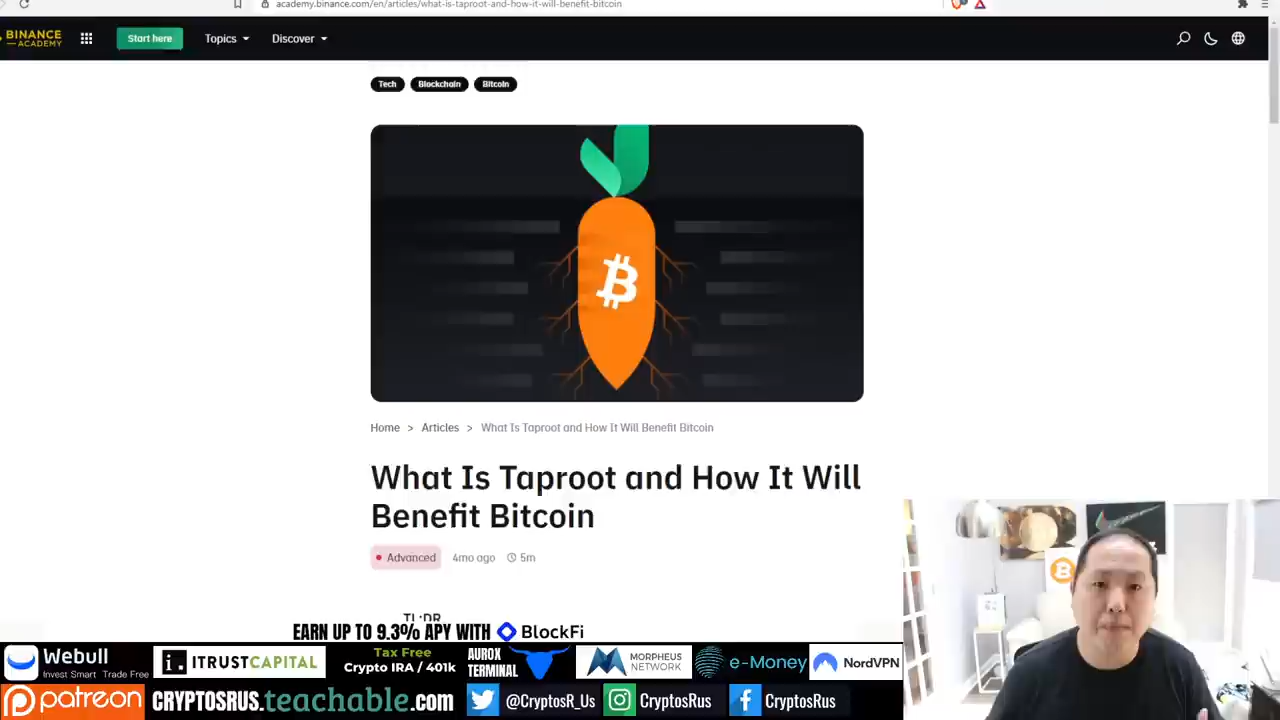 academy.binance.com/en/articles/what-is-taproot-and-how-it-will-benefit-bitcoin
BINANCE
ACADEMY
Start here
Topics
Discover
Tech
Blockchain
Bitcoin
Home > Articles > What Is Taproot and How It Will Benefit Bitcoin
What Is Taproot and How It Will
Benefit Bitcoin
Advanced
4mo ago
5m
TL;DR
EARN UP TO 9.3% APY WITH BlockFi
Webull
Invest Smart Trade Free
ITRUSTCAPITAL
Tax Free
Crypto IRA / 401k
AUROX
TERMINAL
MORPHEUS
NETWORK
e-Money
NordVPN
patreon
CRYPTOSRUS.teachable.com
@CryptosR_Us
CryptosRus
CryptosRus